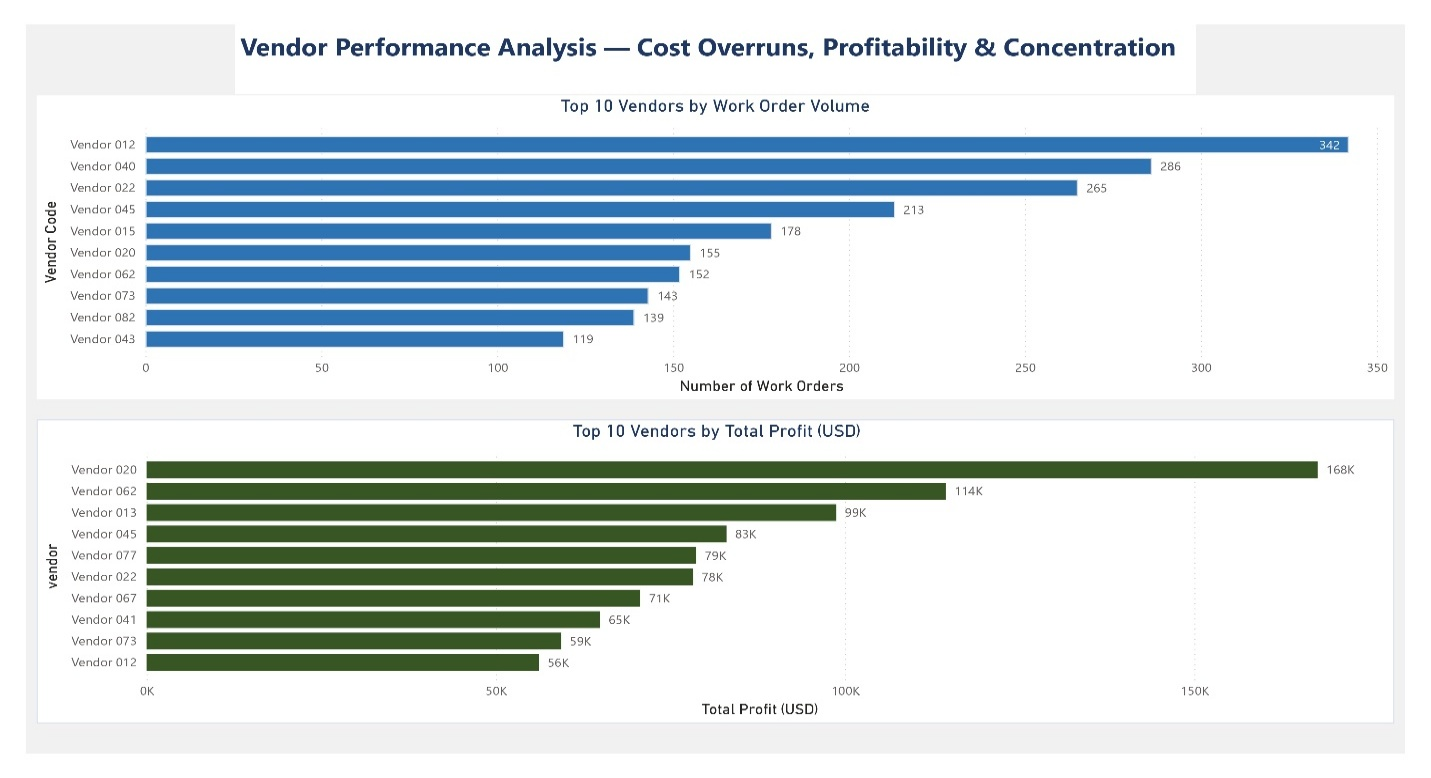 Vendor Performance Analysis — Cost Overruns, Profitability & Concentration
Top 10 Vendors by Work Order Volume
Vendor Code
Vendor 012 342
Vendor 040 286
Vendor 022 265
Vendor 045 213
Vendor 015 178
Vendor 020 155
Vendor 062 152
Vendor 073 143
Vendor 082 139
Vendor 043 119
0 50 100 150 200 250 300 350
Number of Work Orders
Top 10 Vendors by Total Profit (USD)
vendor
Vendor 020 168K
Vendor 062 114K
Vendor 013 99K
Vendor 045 83K
Vendor 077 79K
Vendor 022 78K
Vendor 067 71K
Vendor 041 65K
Vendor 073 59K
Vendor 012 56K
0K 50K 100K 150K
Total Profit (USD)